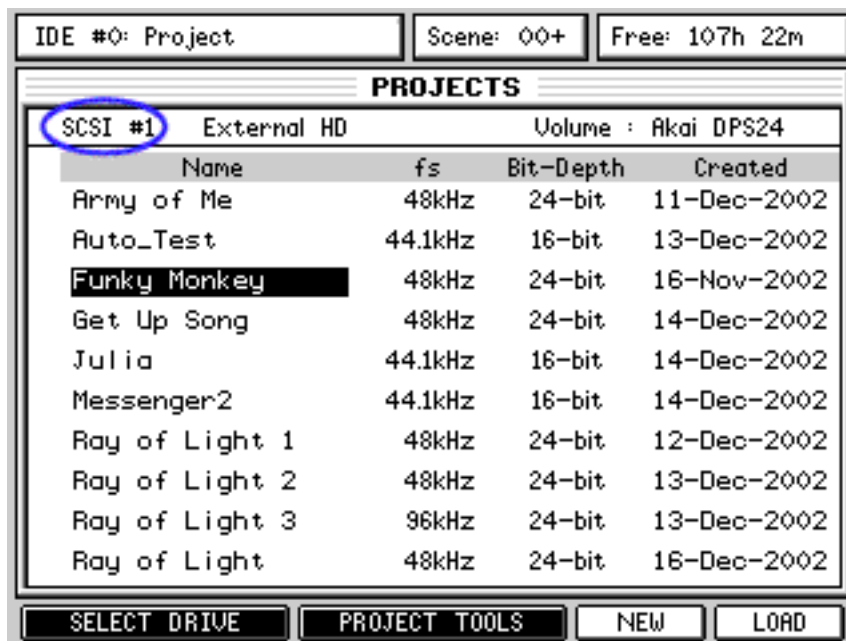 IDE #0: Project Scene: 00+ Free: 107h 22m
PROJECTS
SCSI #1 External HD Volume : Akai DPS24
Name fs Bit-Depth Created
Army of Me 48kHz 24-bit 11-Dec-2002
Auto_Test 44.1kHz 16-bit 13-Dec-2002
Funky Monkey 48kHz 24-bit 16-Nov-2002
Get Up Song 48kHz 24-bit 14-Dec-2002
Julia 44.1kHz 16-bit 14-Dec-2002
Messenger2 44.1kHz 16-bit 14-Dec-2002
Ray of Light 1 48kHz 24-bit 12-Dec-2002
Ray of Light 2 48kHz 24-bit 13-Dec-2002
Ray of Light 3 96kHz 24-bit 13-Dec-2002
Ray of Light 48kHz 24-bit 16-Dec-2002
SELECT DRIVE PROJECT TOOLS NEW LOAD